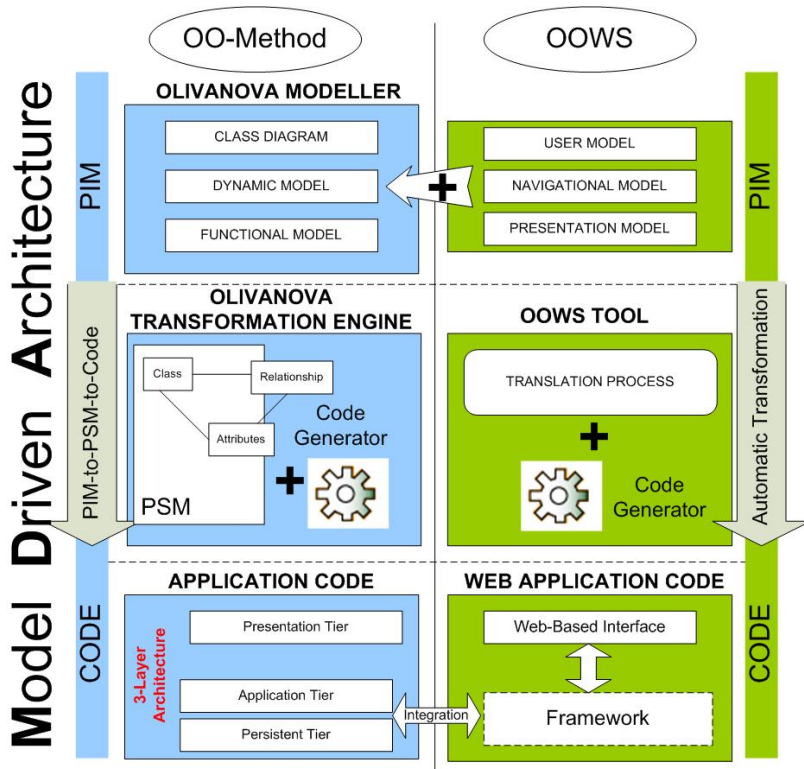 OO-Method
OOWS
Model Driven Architecture
PIM
OLIVANOVA MODELLER
CLASS DIAGRAM
DYNAMIC MODEL
FUNCTIONAL MODEL
+
USER MODEL
NAVIGATIONAL MODEL
PRESENTATION MODEL
PIM
PIM-to-PSM-to-Code
OLIVANOVA
TRANSFORMATION ENGINE
Class
Relationship
Attributes
PSM
+
Code
Generator
OOWS TOOL
TRANSLATION PROCESS
+
Code
Generator
Automatic Transformation
CODE
APPLICATION CODE
3-Layer
Architecture
Presentation Tier
Application Tier
Persistent Tier
Integration
WEB APPLICATION CODE
Web-Based Interface
Framework
CODE